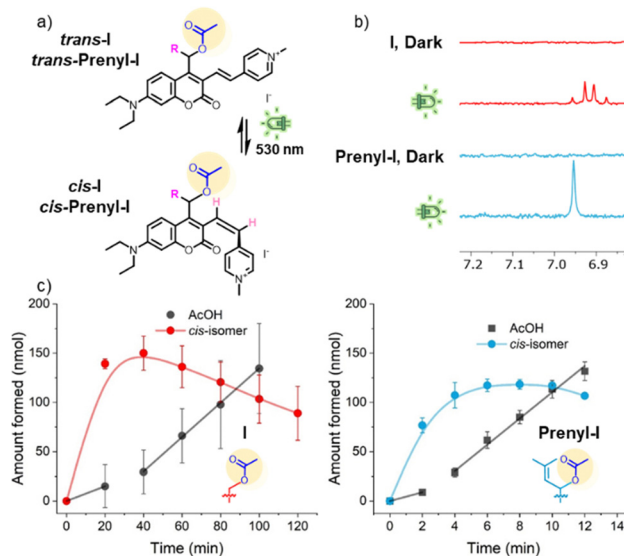 a)
trans-I
trans-Prenyl-I
O
R
O
N
N+
O
O
I-
530 nm
cis-I
cis-Prenyl-I
O
R
O
H
H
N
O
O
I-
N+
b)
I, Dark
Prenyl-I, Dark
7.2 7.1 7.0 6.9
c)
AcOH
cis-isomer
Amount formed (nmol)
200
150
100
50
0
I
O
O
0 20 40 60 80 100 120
Time (min)
AcOH
cis-isomer
Amount formed (nmol)
200
150
100
50
0
Prenyl-I
O
O
0 2 4 6 8 10 12 14
Time (min)